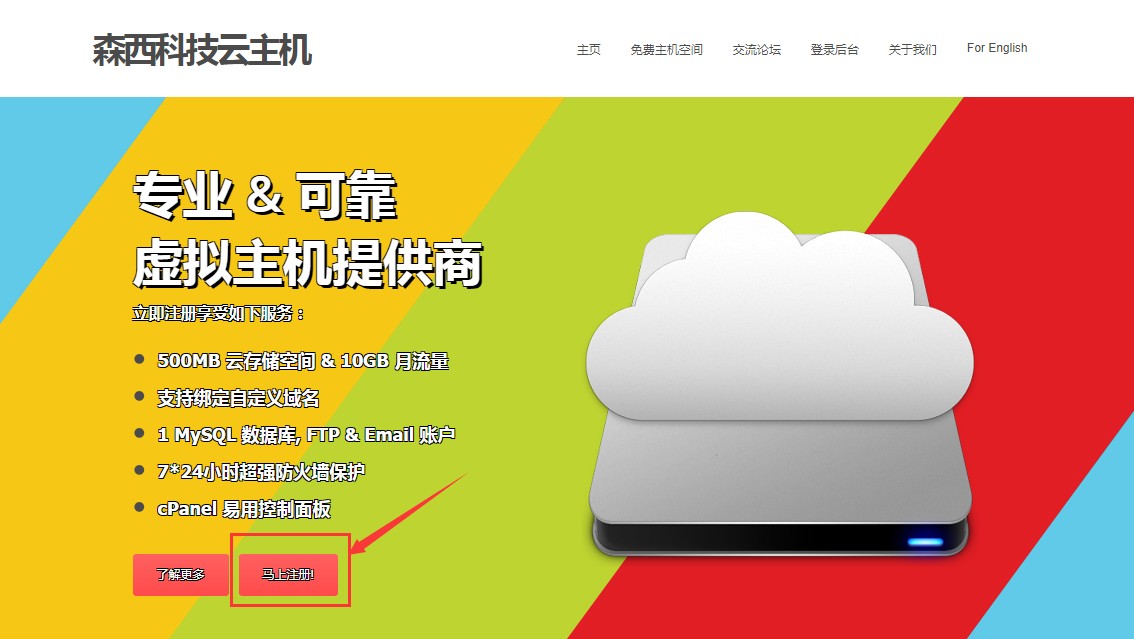 森西科技云主机
主页 免费主机空间 交流论坛 登录后台 关于我们 For English
专业 & 可靠
虚拟主机提供商
立即注册享受如下服务：
500MB 云存储空间 & 10GB 月流量
支持绑定自定义域名
1 MySQL 数据库, FTP & Email 账户
7*24小时超强防火墙保护
cPanel 易用控制面板
了解更多 马上注册!